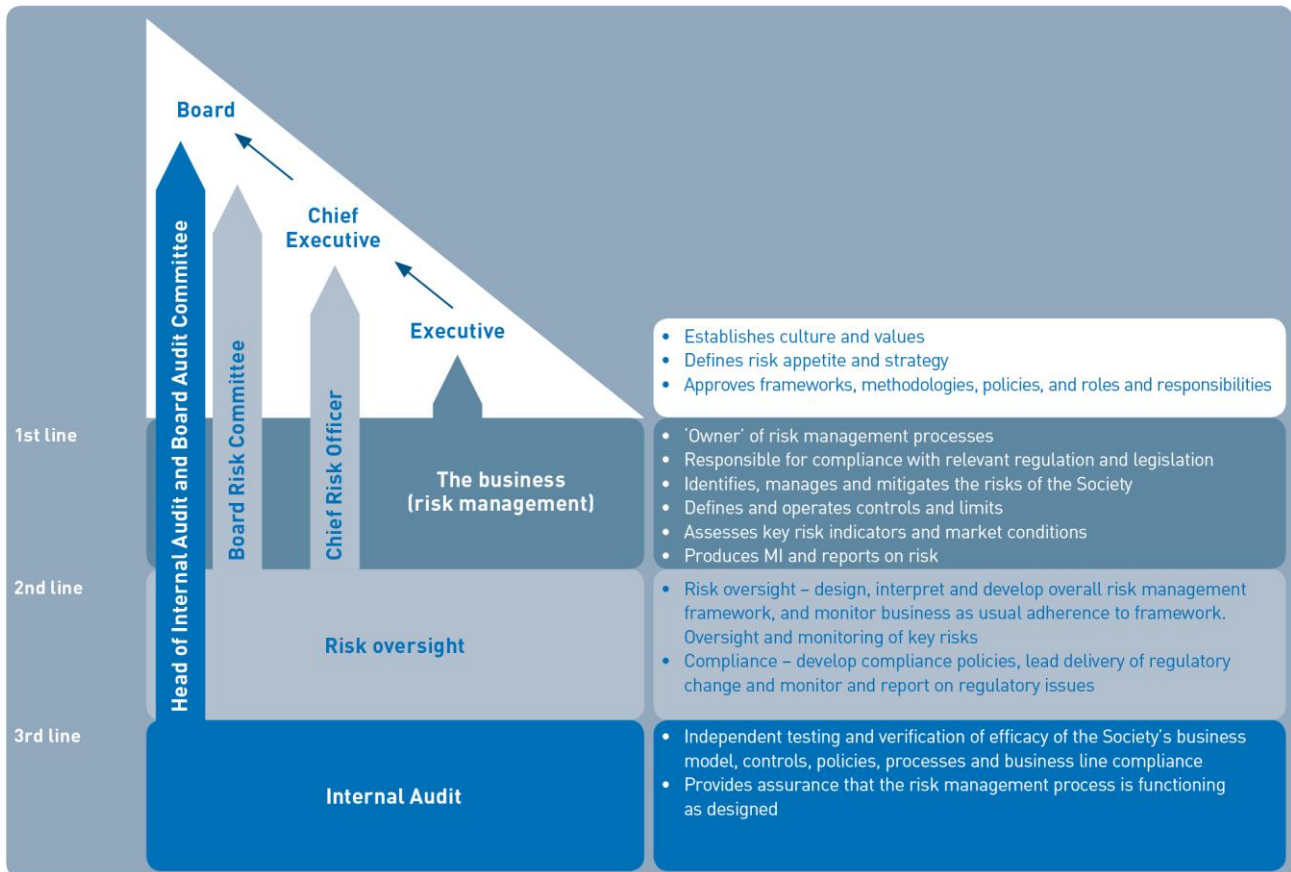 Board
Chief
Executive
Executive
Head of Internal Audit and Board Audit Committee
Board Risk Committee
Chief Risk Officer
• Establishes culture and values
• Defines risk appetite and strategy
• Approves frameworks, methodologies, policies, and roles and responsibilities
1st line
The business
(risk management)
• ‘Owner’ of risk management processes
• Responsible for compliance with relevant regulation and legislation
• Identifies, manages and mitigates the risks of the Society
• Defines and operates controls and limits
• Assesses key risk indicators and market conditions
• Produces MI and reports on risk
2nd line
Risk oversight
• Risk oversight – design, interpret and develop overall risk management
framework, and monitor business as usual adherence to framework.
Oversight and monitoring of key risks
• Compliance – develop compliance policies, lead delivery of regulatory
change and monitor and report on regulatory issues
3rd line
Internal Audit
• Independent testing and verification of efficacy of the Society’s business
model, controls, policies, processes and business line compliance
• Provides assurance that the risk management process is functioning
as designed